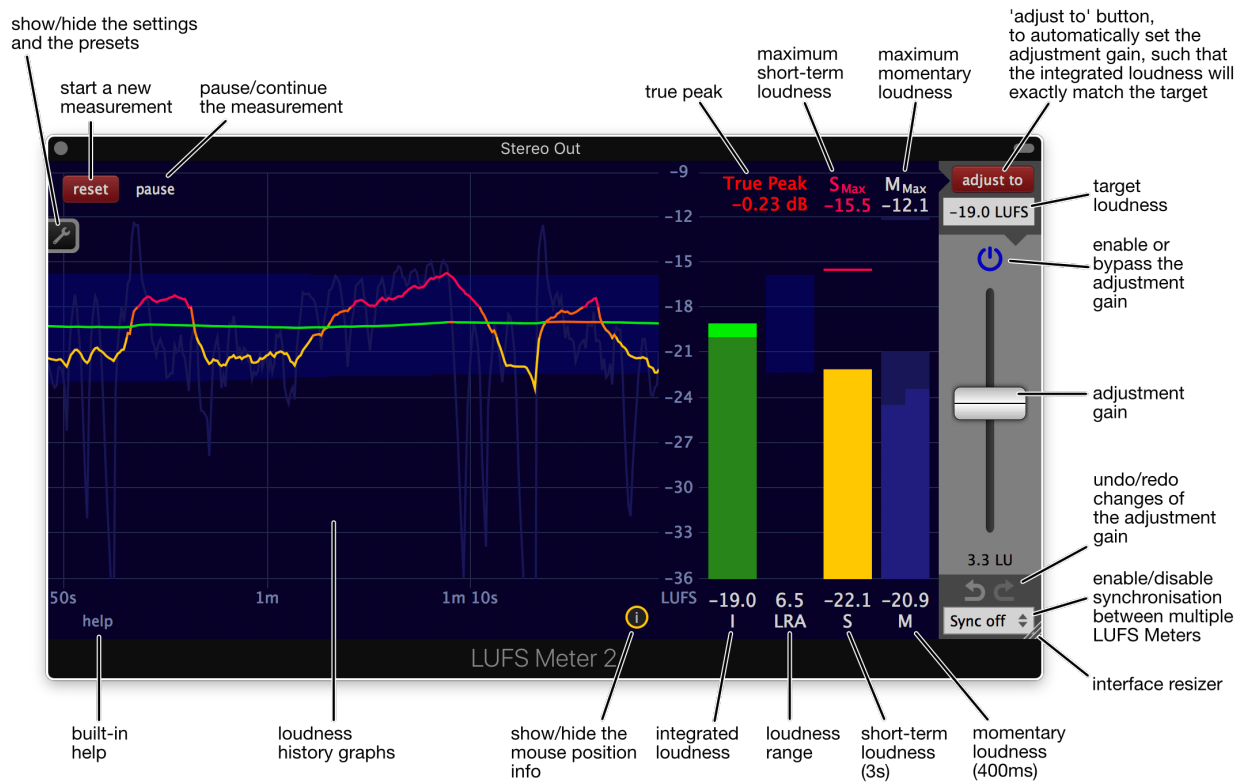 show/hide the settings
and the presets
start a new
measurement
pause/continue
the measurement
true peak
maximum
short-term
loudness
maximum
momentary
loudness
'adjust to' button,
to automatically set the
adjustment gain, such that
the integrated loudness will
exactly match the target
Stereo Out
reset
pause
-9
-12
-15
-18
-21
-24
-27
-30
-33
-36
LUFS
True Peak
-0.23 dB
SMax
-15.5
MMax
-12.1
adjust to
-19.0 LUFS
target
loudness
enable or
bypass the
adjustment
gain
adjustment
gain
3.3 LU
undo/redo
changes of
the adjustment
gain
50s
1m
1m 10s
help
i
-19.0
I
6.5
LRA
-22.1
S
-20.9
M
Sync off
enable/disable
synchronisation
between multiple
LUFS Meters
LUFS Meter 2
interface resizer
built-in
help
loudness
history graphs
show/hide the
mouse position
info
integrated
loudness
loudness
range
short-term
loudness
(3s)
momentary
loudness
(400ms)